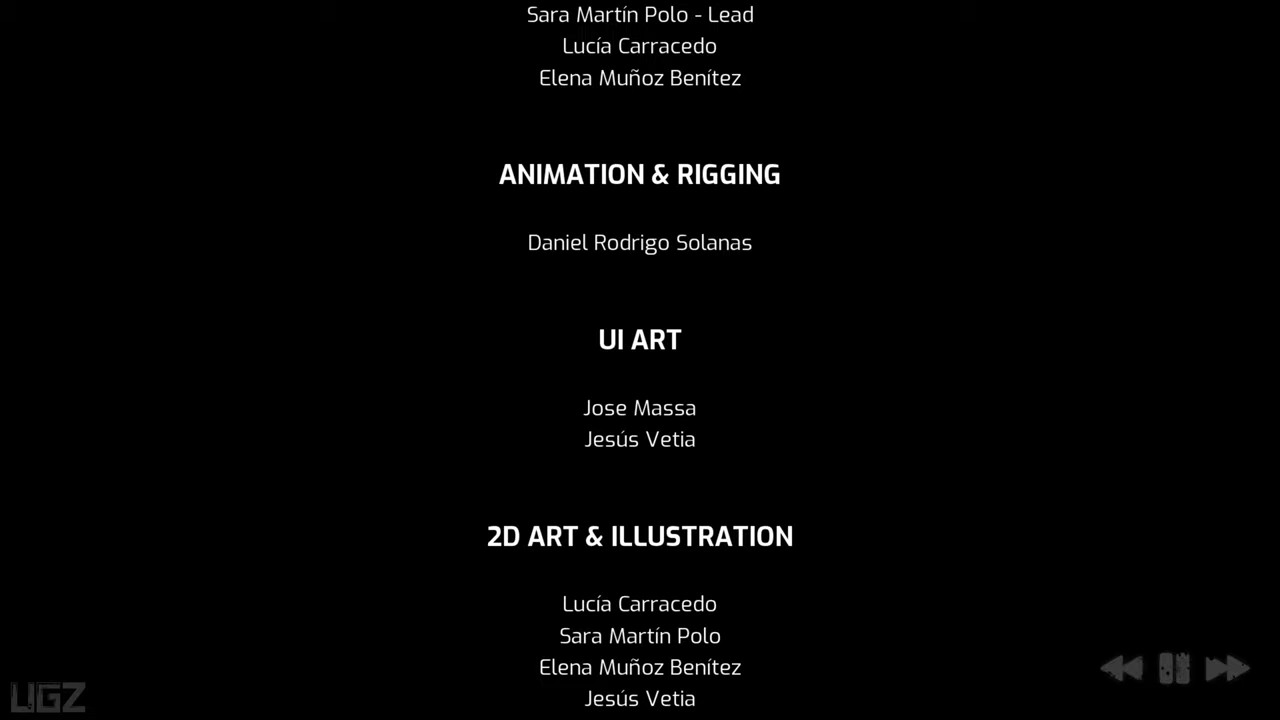 Sara Martín Polo - Lead
Lucía Carracedo
Elena Muñoz Benítez
ANIMATION & RIGGING
Daniel Rodrigo Solanas
UI ART
Jose Massa
Jesús Vetia
2D ART & ILLUSTRATION
Lucía Carracedo
Sara Martín Polo
Elena Muñoz Benítez
Jesús Vetia
UGZ